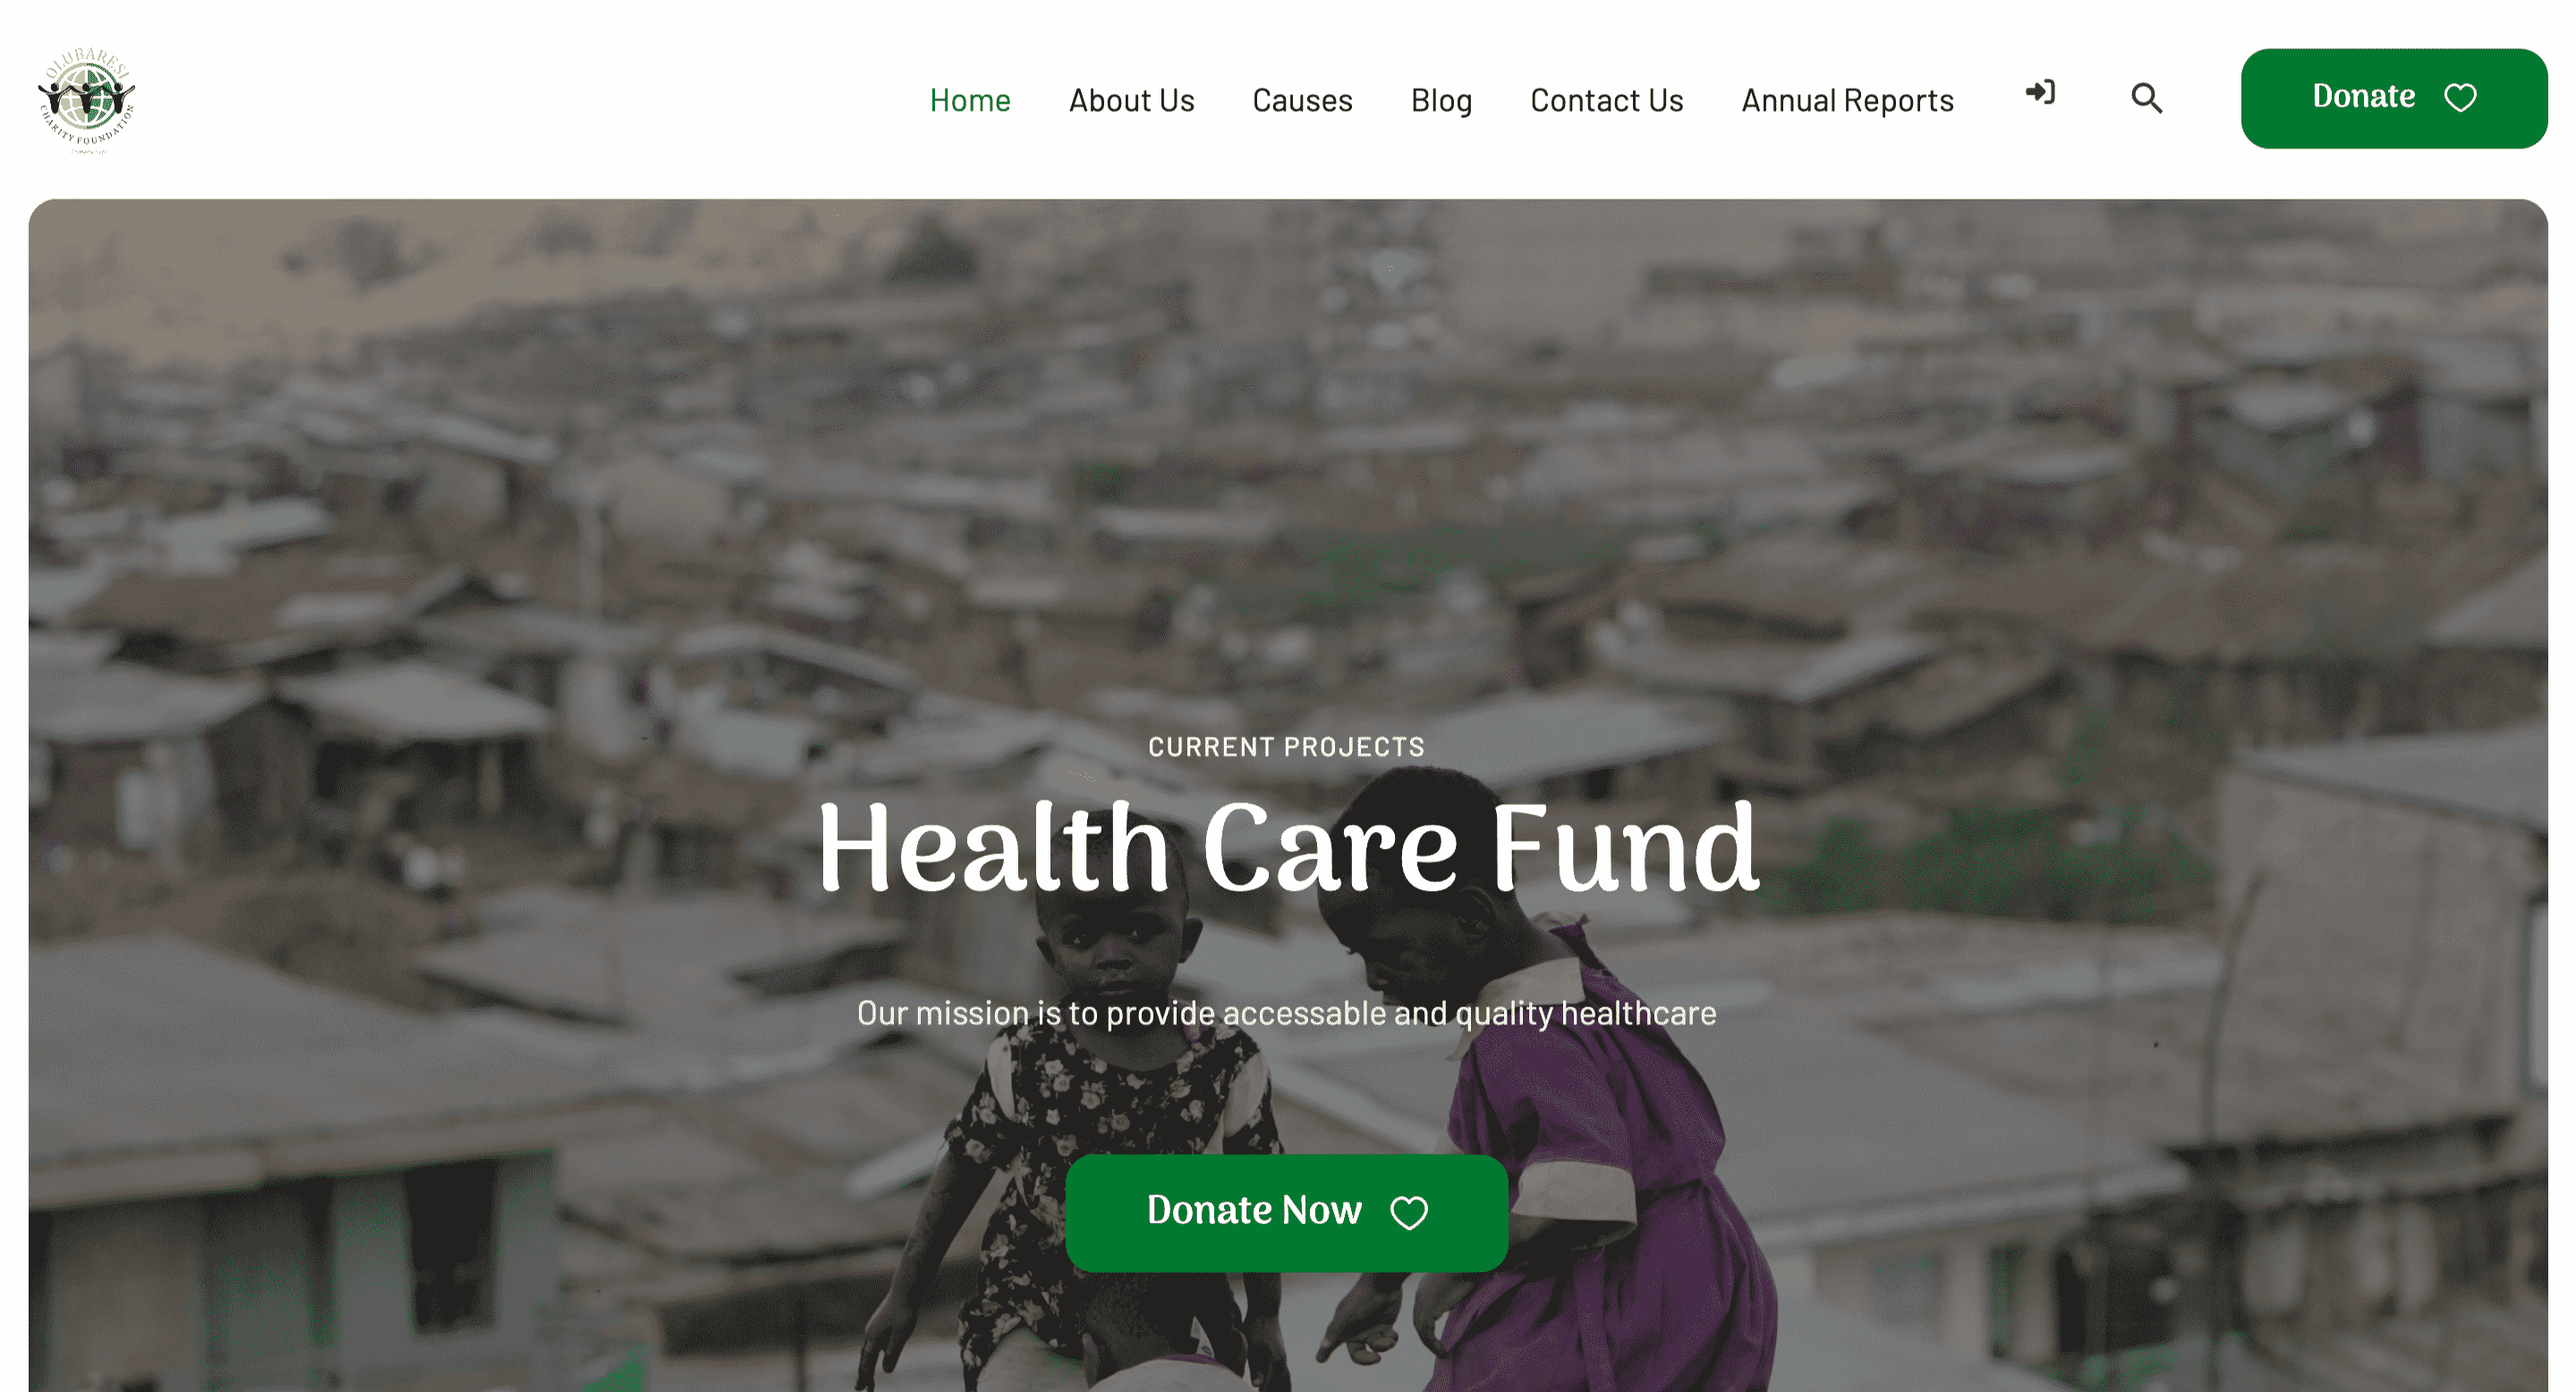 OLUBARESI
CHARITY FOUNDATION
Home About Us Causes Blog Contact Us Annual Reports Donate
CURRENT PROJECTS
Health Care Fund
Our mission is to provide accessable and quality healthcare
Donate Now